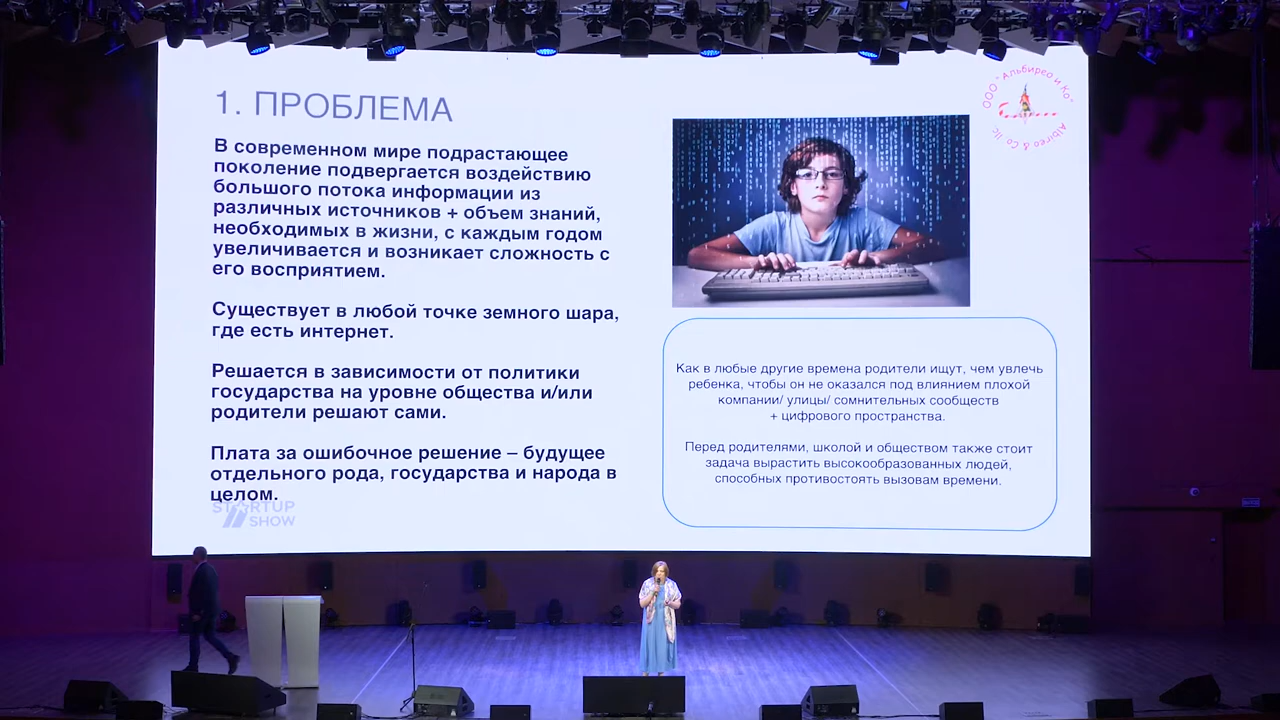 1. ПРОБЛЕМА
В современном мире подрастающее
поколение подвергается воздействию
большого потока информации из
различных источников + объем знаний,
необходимых в жизни, с каждым годом
увеличивается и возникает сложность с
его восприятием.
Существует в любой точке земного шара,
где есть интернет.
Решается в зависимости от политики
государства на уровне общества и/или
родители решают сами.
Плата за ошибочное решение – будущее
отдельного рода, государства и народа в
целом.
STARTUP
SHOW
ООО "Альбирео и Ко"
Albireo & Co llc
Как в любые другие времена родители ищут, чем увлечь
ребенка, чтобы он не оказался под влиянием плохой
компании/ улицы/ сомнительных сообществ
+ цифрового пространства.
Перед родителями, школой и обществом также стоит
задача вырастить высокообразованных людей,
способных противостоять вызовам времени.